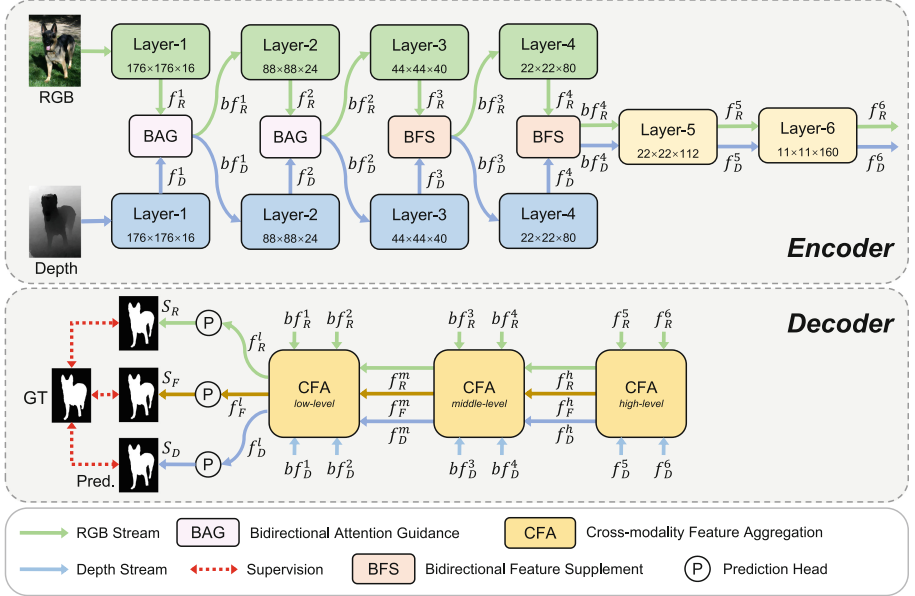 RGB
Layer-1
176×176×16
Layer-2
88×88×24
Layer-3
44×44×40
Layer-4
22×22×80
f_R^1
bf_R^1
f_R^2
bf_R^2
f_R^3
bf_R^3
f_R^4
bf_R^4
f_R^5
f_R^6
BAG
BAG
BFS
BFS
Layer-5
22×22×112
Layer-6
11×11×160
f_D^1
bf_D^1
f_D^2
bf_D^2
f_D^3
bf_D^3
f_D^4
bf_D^4
f_D^5
f_D^6
Depth
Layer-1
176×176×16
Layer-2
88×88×24
Layer-3
44×44×40
Layer-4
22×22×80
Encoder
Decoder
GT
S_R
P
f_R^l
S_F
P
f_F^l
S_D
P
f_D^l
Pred.
bf_R^1
bf_R^2
bf_R^3
bf_R^4
f_R^5
f_R^6
CFA
low-level
f_R^m
f_F^m
f_D^m
CFA
middle-level
f_R^h
f_F^h
f_D^h
CFA
high-level
bf_D^1
bf_D^2
bf_D^3
bf_D^4
f_D^5
f_D^6
RGB Stream
BAG
Bidirectional Attention Guidance
CFA
Cross-modality Feature Aggregation
Depth Stream
Supervision
BFS
Bidirectional Feature Supplement
P
Prediction Head